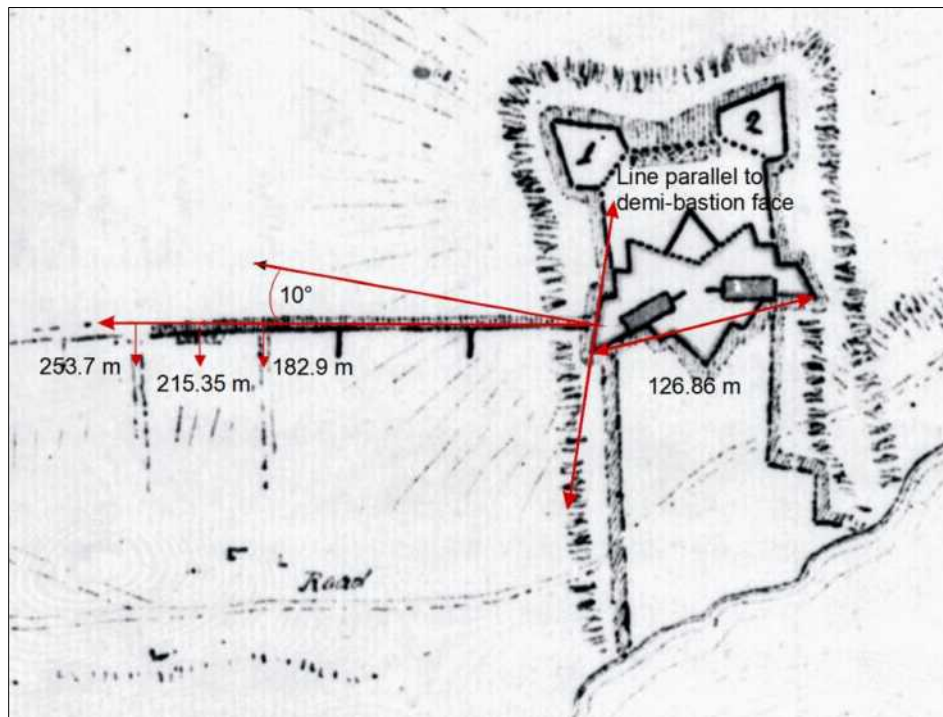 1
2
Line parallel to
demi-bastion face
10°
253.7 m
215.35 m
182.9 m
126.86 m
Road